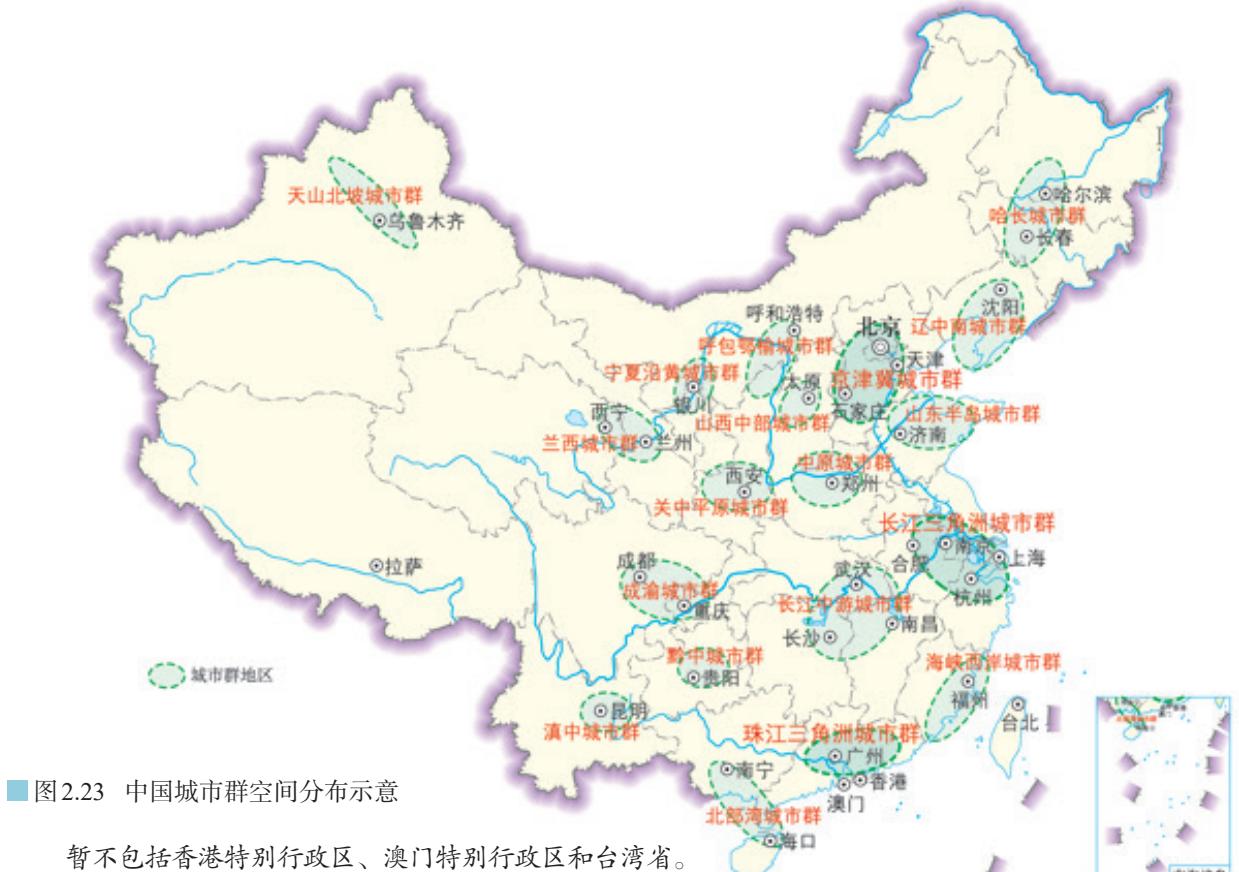 天山北坡城市群
乌鲁木齐
哈尔滨
哈长城市群
长春
沈阳
辽中南城市群
呼和浩特
呼包鄂榆城市群
北京
天津
京津冀城市群
石家庄
太原
山西中部城市群
宁夏沿黄城市群
银川
西宁
兰西城市群
兰州
山东半岛城市群
济南
中原城市群
郑州
西安
关中平原城市群
长江三角洲城市群
南京
上海
合肥
杭州
拉萨
成都
成渝城市群
重庆
武汉
长江中游城市群
长沙
南昌
黔中城市群
贵阳
海峡西岸城市群
福州
台北
城市群地区
昆明
滇中城市群
珠江三角洲城市群
广州
香港
澳门
南宁
北部湾城市群
海口
图2.23 中国城市群空间分布示意
暂不包括香港特别行政区、澳门特别行政区和台湾省。